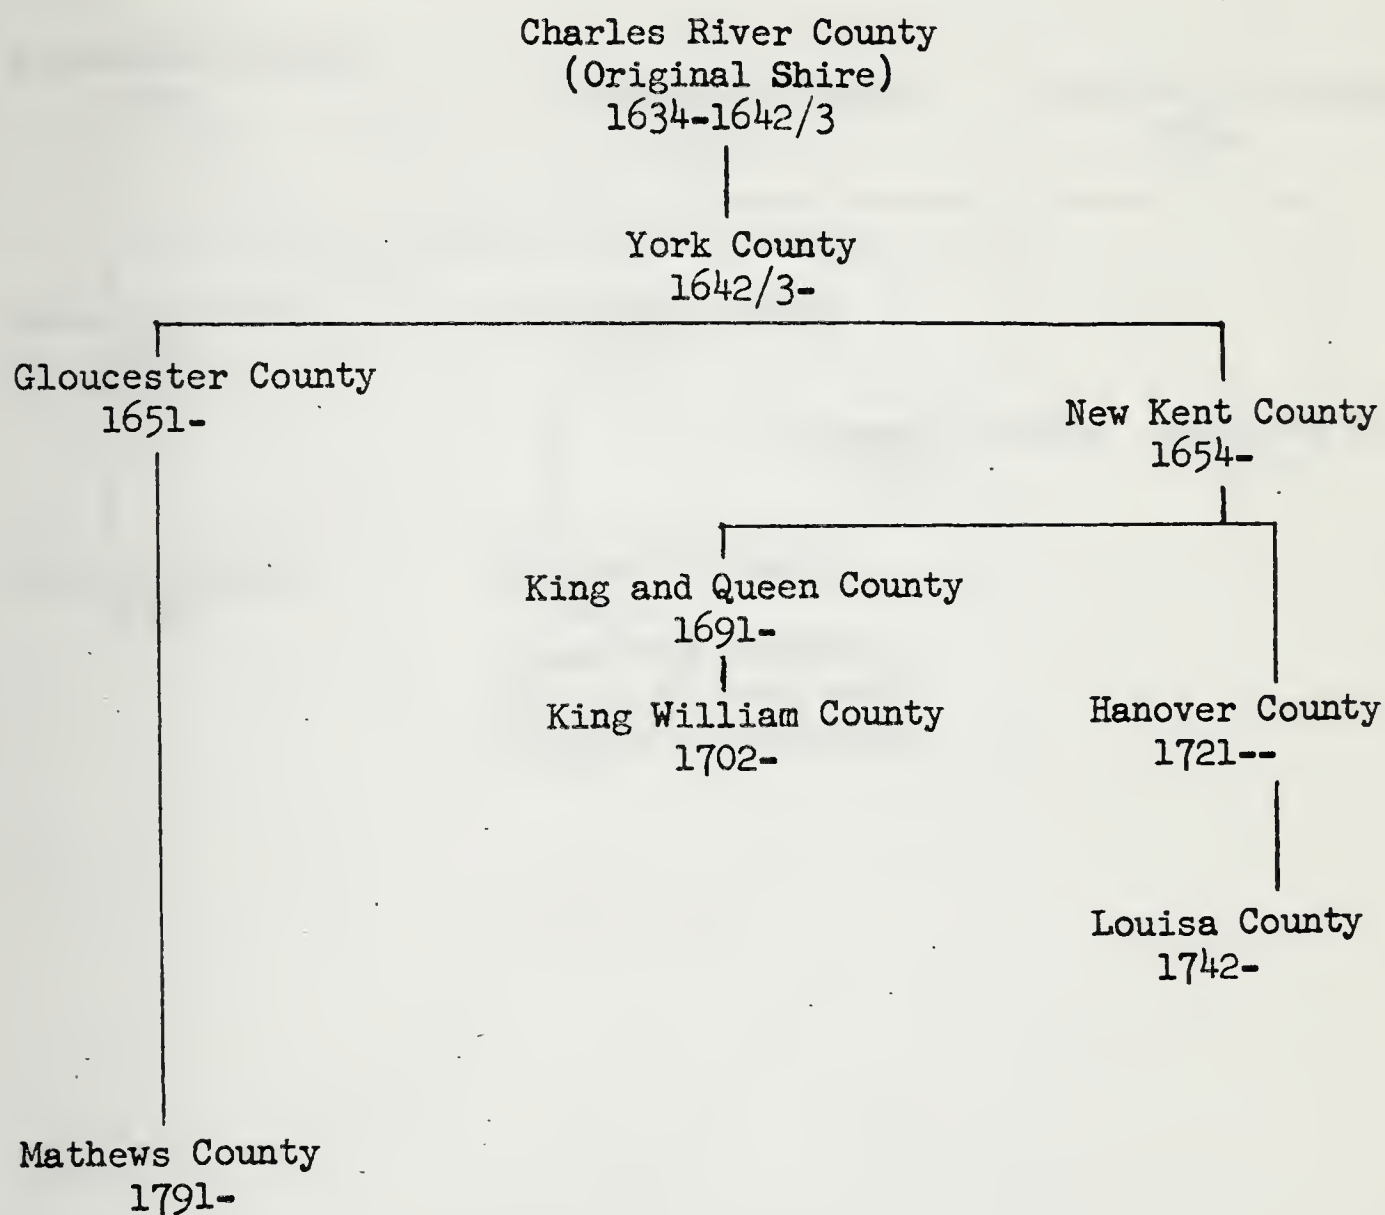 Charles River County
(Original Shire)
1634-1642/3
York County
1642/3-
Gloucester County
1651-
New Kent County
1654-
King and Queen County
1691-
King William County
1702-
Hanover County
1721--
Louisa County
1742-
Mathews County
1791-